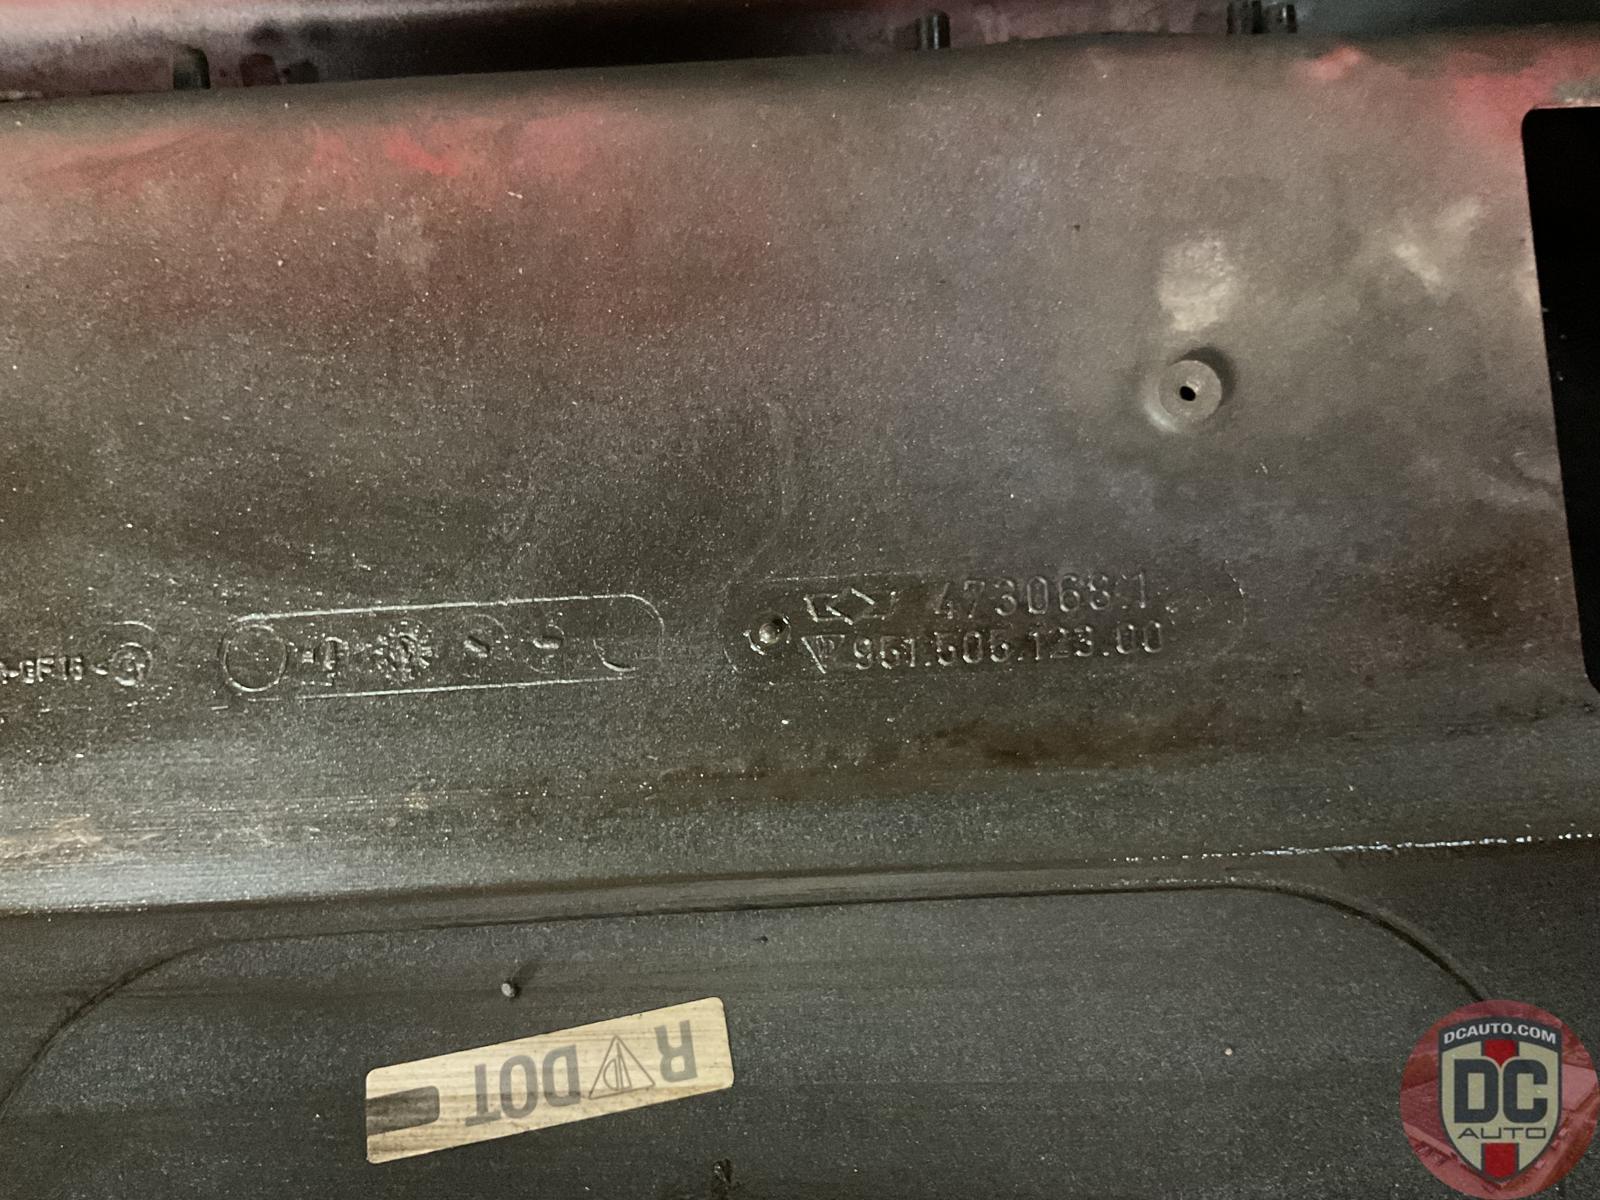 4730681
951.505.123.00
R DOT
DCAUTO.COM
DC
AUTO